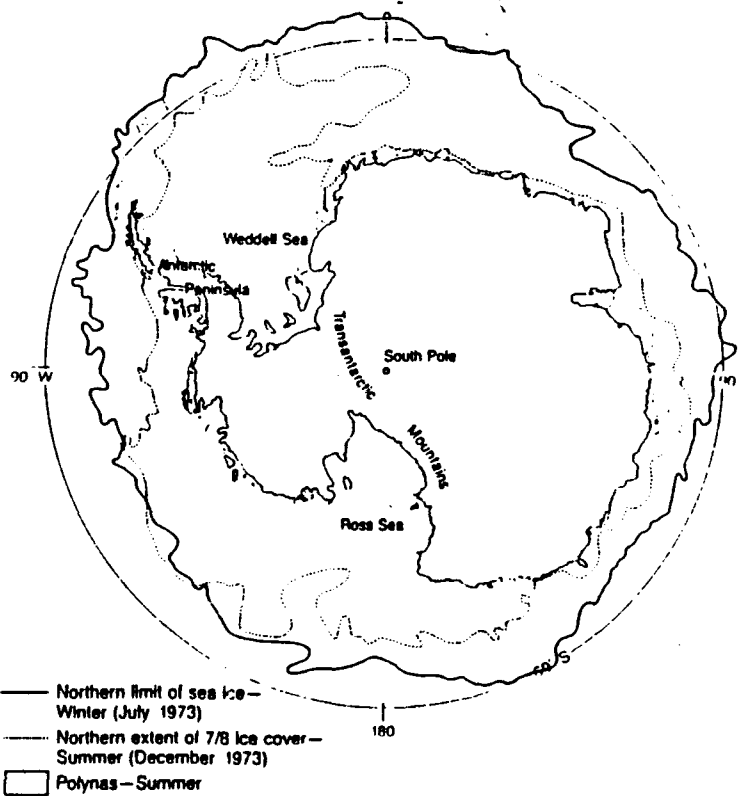 0
Weddell Sea
Antarctic
Peninsula
Transantarctic
South Pole
90 W
Mountains
Ross Sea
S
180
Northern limit of sea ice—
Winter (July 1973)
Northern extent of 7/8 Ice cover—
Summer (December 1973)
Polynas—Summer